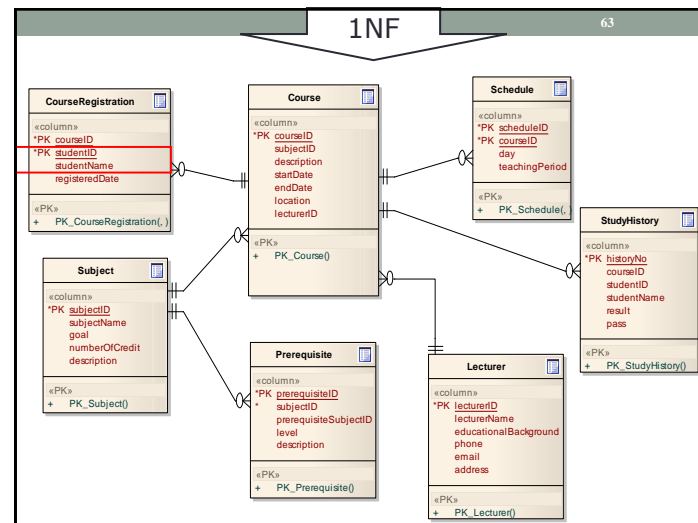 1NF
63
CourseRegistration
«column»
*PK courseID
*PK studentID
studentName
registeredDate
«PK»
+ PK_CourseRegistration(, )
Course
«column»
*PK courseID
subjectID
description
startDate
endDate
location
lecturerID
«PK»
+ PK_Course()
Schedule
«column»
*PK scheduleID
*PK courseID
day
teachingPeriod
«PK»
+ PK_Schedule(, )
StudyHistory
«column»
*PK historyNo
courseID
studentID
studentName
result
pass
«PK»
+ PK_StudyHistory()
Subject
«column»
*PK subjectID
subjectName
goal
numberOfCredit
description
«PK»
+ PK_Subject()
Prerequisite
«column»
*PK prerequisiteID
* subjectID
prerequisiteSubjectID
level
description
«PK»
+ PK_Prerequisite()
Lecturer
«column»
*PK lecturerID
lecturerName
educationalBackground
phone
email
address
«PK»
+ PK_Lecturer()